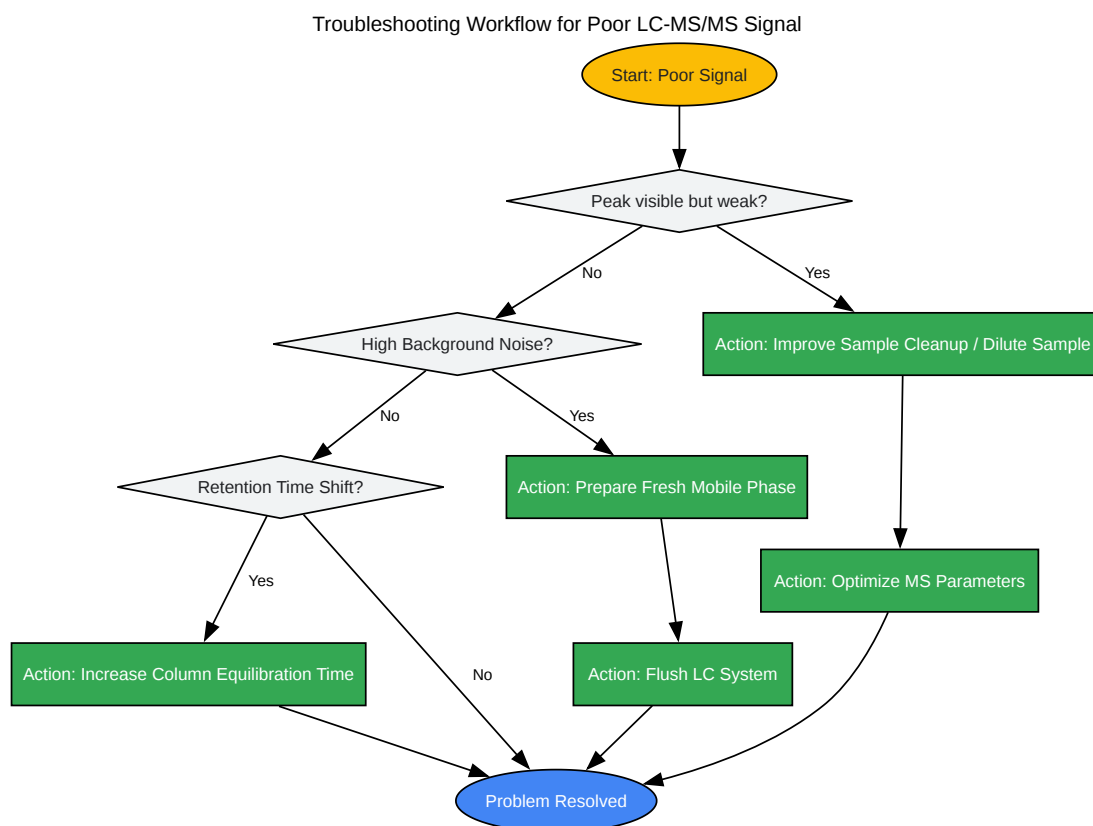 Troubleshooting Workflow for Poor LC-MS/MS Signal
Start: Poor Signal
Peak visible but weak?
No
Yes
High Background Noise?
Action: Improve Sample Cleanup / Dilute Sample
No
Yes
Retention Time Shift?
Action: Prepare Fresh Mobile Phase
Yes
Action: Optimize MS Parameters
No
Action: Increase Column Equilibration Time
Action: Flush LC System
Problem Resolved